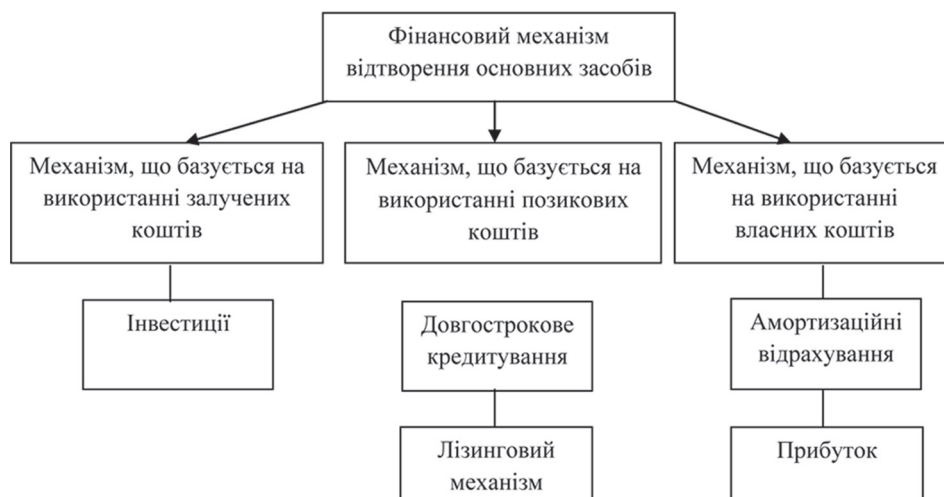 Фінансовий механізм
відтворення основних засобів
Механізм, що базується на
використанні залучених
коштів
Механізм, що базується на
використанні позикових
коштів
Механізм, що базується
на використанні
власних коштів
Інвестиції
Довгострокове
кредитування
Амортизаційні
відрахування
Лізинговий
механізм
Прибуток